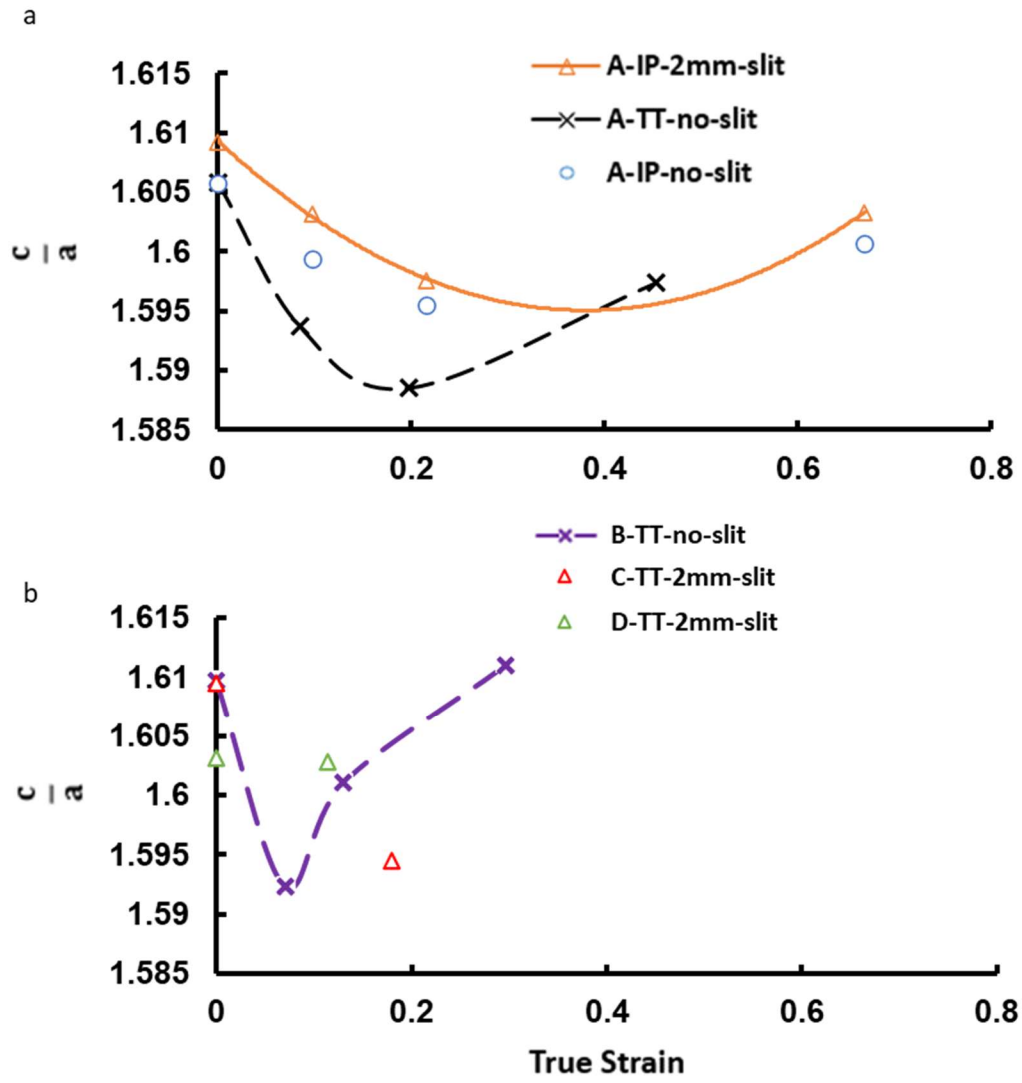 a
A-IP-2mm-slit
A-TT-no-slit
A-IP-no-slit
1.615
1.61
1.605
1.6
1.595
1.59
1.585
c
a
0 0.2 0.4 0.6 0.8
B-TT-no-slit
C-TT-2mm-slit
D-TT-2mm-slit
b
1.615
1.61
1.605
1.6
1.595
1.59
1.585
c
a
0 0.2 0.4 0.6 0.8
True Strain